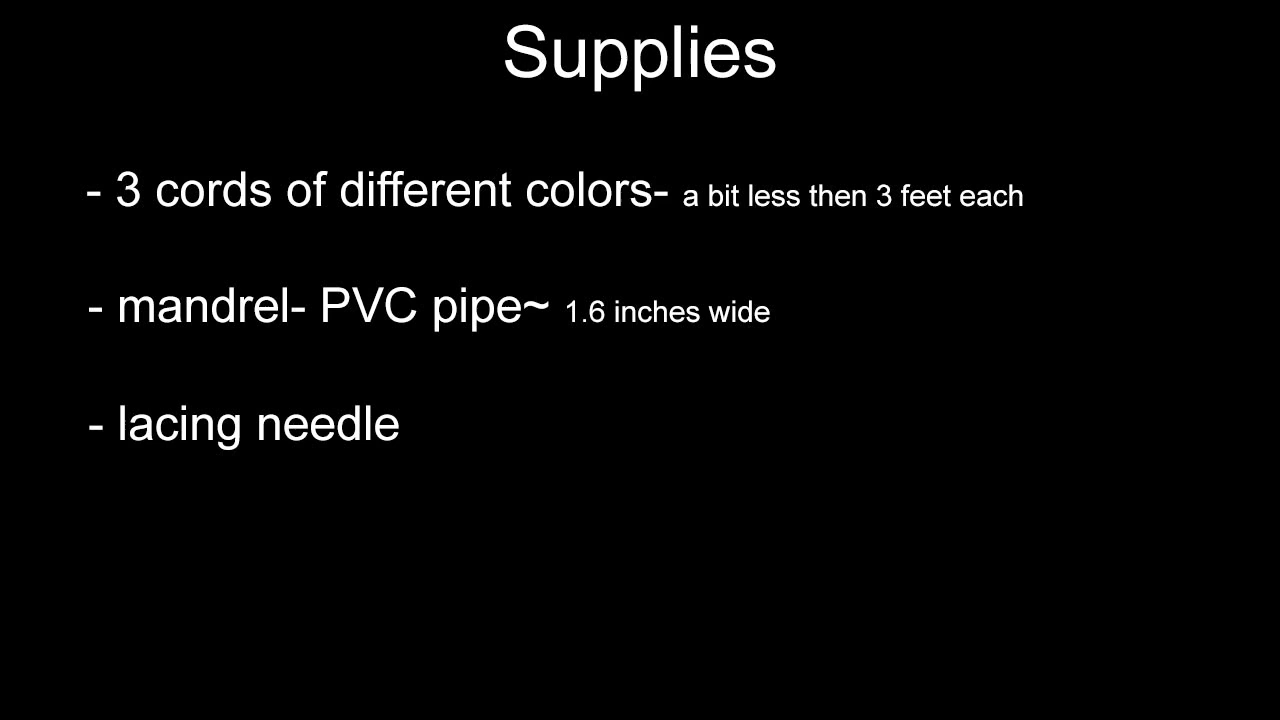 Supplies
- 3 cords of different colors- a bit less then 3 feet each
- mandrel- PVC pipe~ 1.6 inches wide
- lacing needle